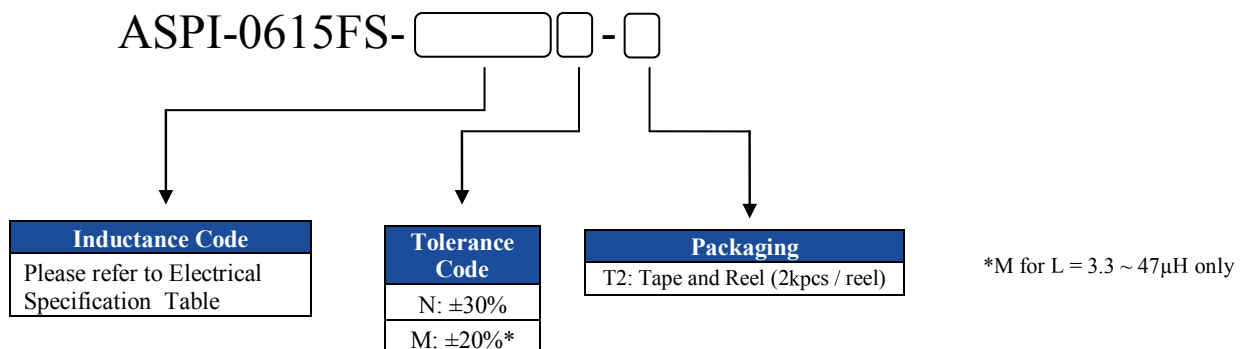 ASPI-0615FS- -
Inductance Code
Please refer to Electrical
Specification Table
Tolerance
Code
N: ±30%
M: ±20%*
Packaging
T2: Tape and Reel (2kpcs / reel)
*M for L = 3.3 ~ 47µH only